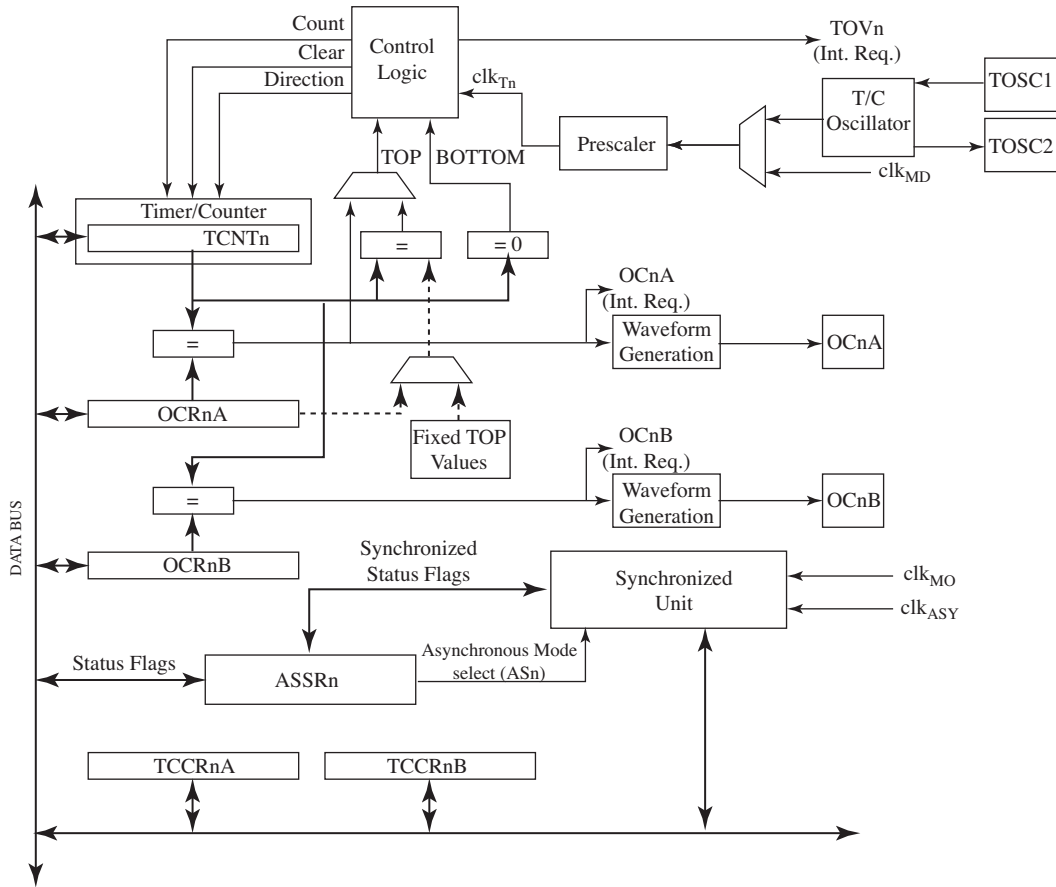 Count
Clear
Direction
Control
Logic
clkTn
TOVn
(Int. Req.)
T/C
Oscillator
TOSC1
TOSC2
Prescaler
clkMD
TOP
BOTTOM
Timer/Counter
TCNTn
=
= 0
=
OCnA
(Int. Req.)
Waveform
Generation
OCnA
OCRnA
Fixed TOP
Values
OCnB
(Int. Req.)
=
Waveform
Generation
OCnB
OCRnB
DATA BUS
Synchronized
Status Flags
Synchronized
Unit
clkMO
clkASY
Status Flags
ASSRn
Asynchronous Mode
select (ASn)
TCCRnA
TCCRnB